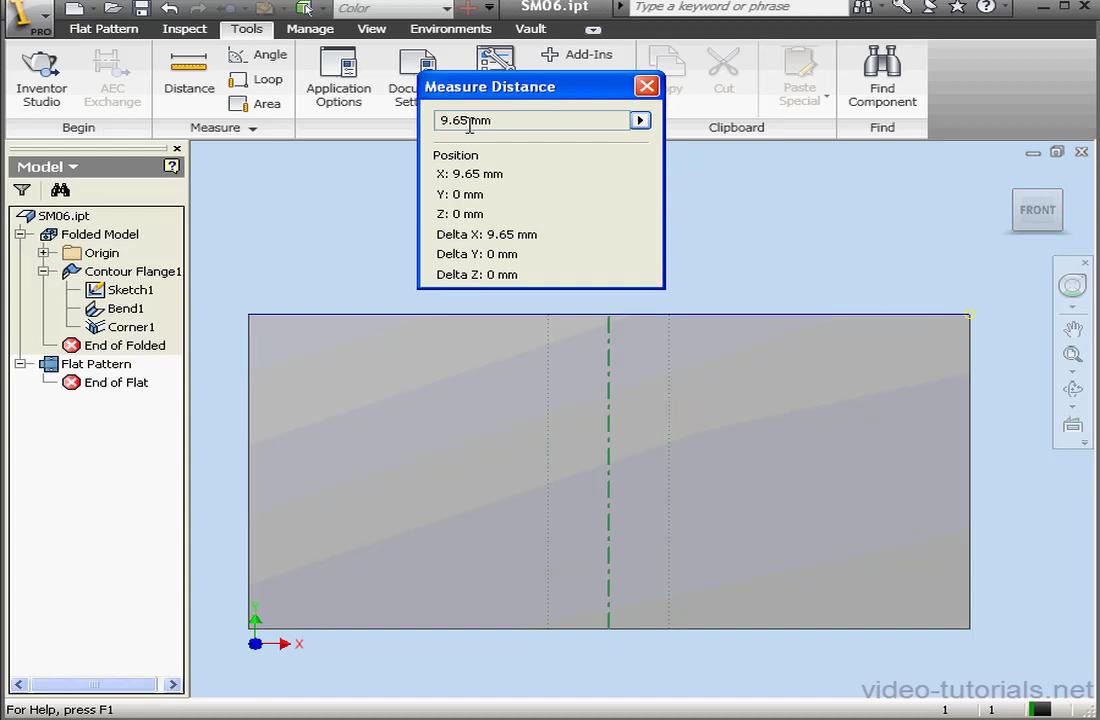 Color
SM06.ipt
Type a keyword or phrase
PRO
Flat Pattern Inspect Tools Manage View Environments Vault
Inventor Studio
AEC Exchange
Begin
Distance
Angle
Loop
Area
Measure
Application Options
Add-Ins
Cut
Paste Special
Clipboard
Find Component
Find
Measure Distance
9.65 mm
Position
X: 9.65 mm
Y: 0 mm
Z: 0 mm
Delta X: 9.65 mm
Delta Y: 0 mm
Delta Z: 0 mm
Model
SM06.ipt
Folded Model
Origin
Contour Flange1
Sketch1
Bend1
Corner1
End of Folded
Flat Pattern
End of Flat
FRONT
Y
X
video-tutorials.net
For Help, press F1
1 1